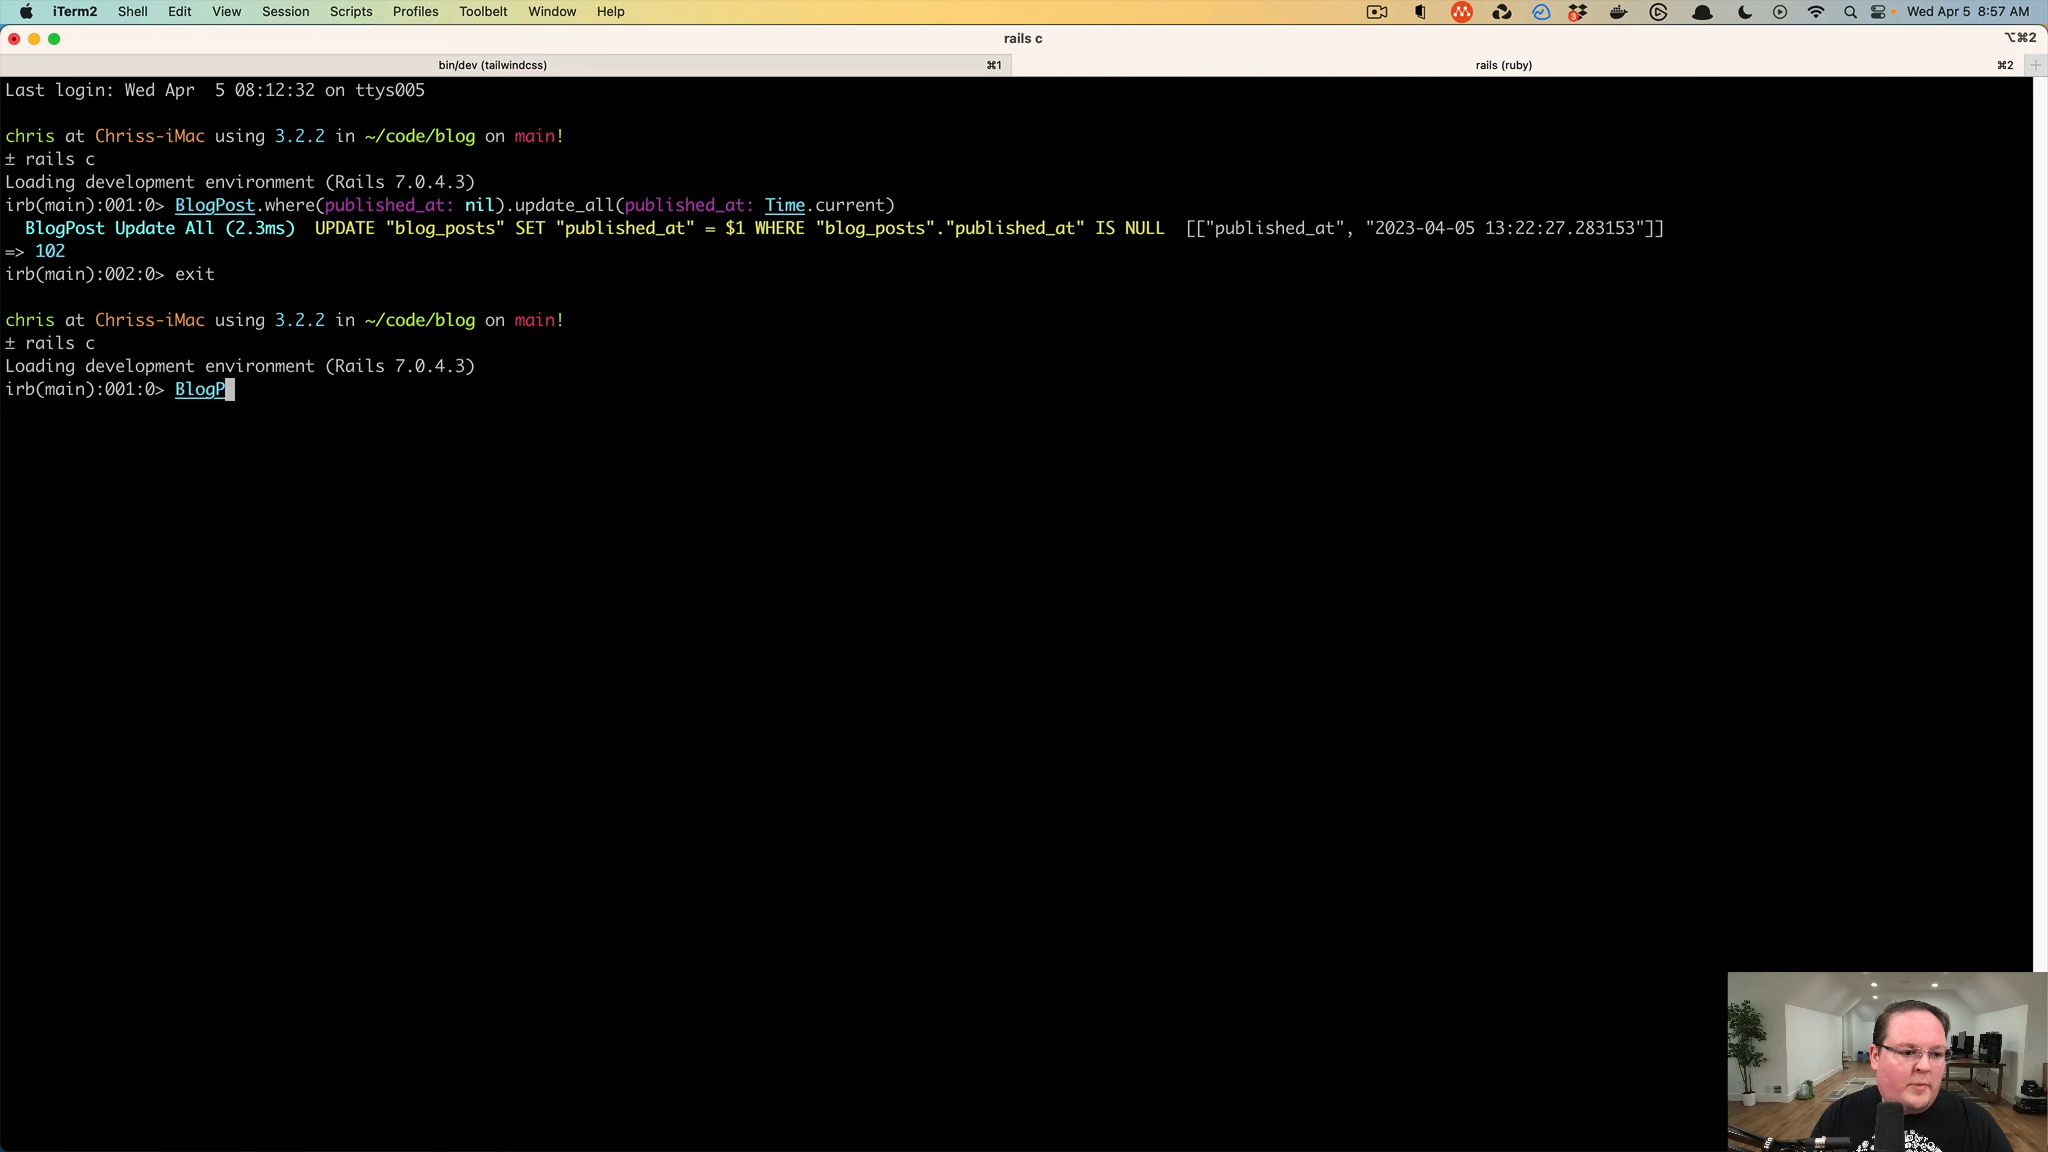 iTerm2 Shell Edit View Session Scripts Profiles Toolbelt Window Help 3 Wed Apr 5 8:57 AM
rails c ⌥⌘2
bin/dev (tailwindcss) ⌘1 rails (ruby) ⌘2
Last login: Wed Apr  5 08:12:32 on ttys005
chris at Chriss-iMac using 3.2.2 in ~/code/blog on main!
± rails c
Loading development environment (Rails 7.0.4.3)
irb(main):001:0> BlogPost.where(published_at: nil).update_all(published_at: Time.current)
  BlogPost Update All (2.3ms)  UPDATE "blog_posts" SET "published_at" = $1 WHERE "blog_posts"."published_at" IS NULL  [["published_at", "2023-04-05 13:22:27.283153"]]
=> 102
irb(main):002:0> exit
chris at Chriss-iMac using 3.2.2 in ~/code/blog on main!
± rails c
Loading development environment (Rails 7.0.4.3)
irb(main):001:0> BlogP